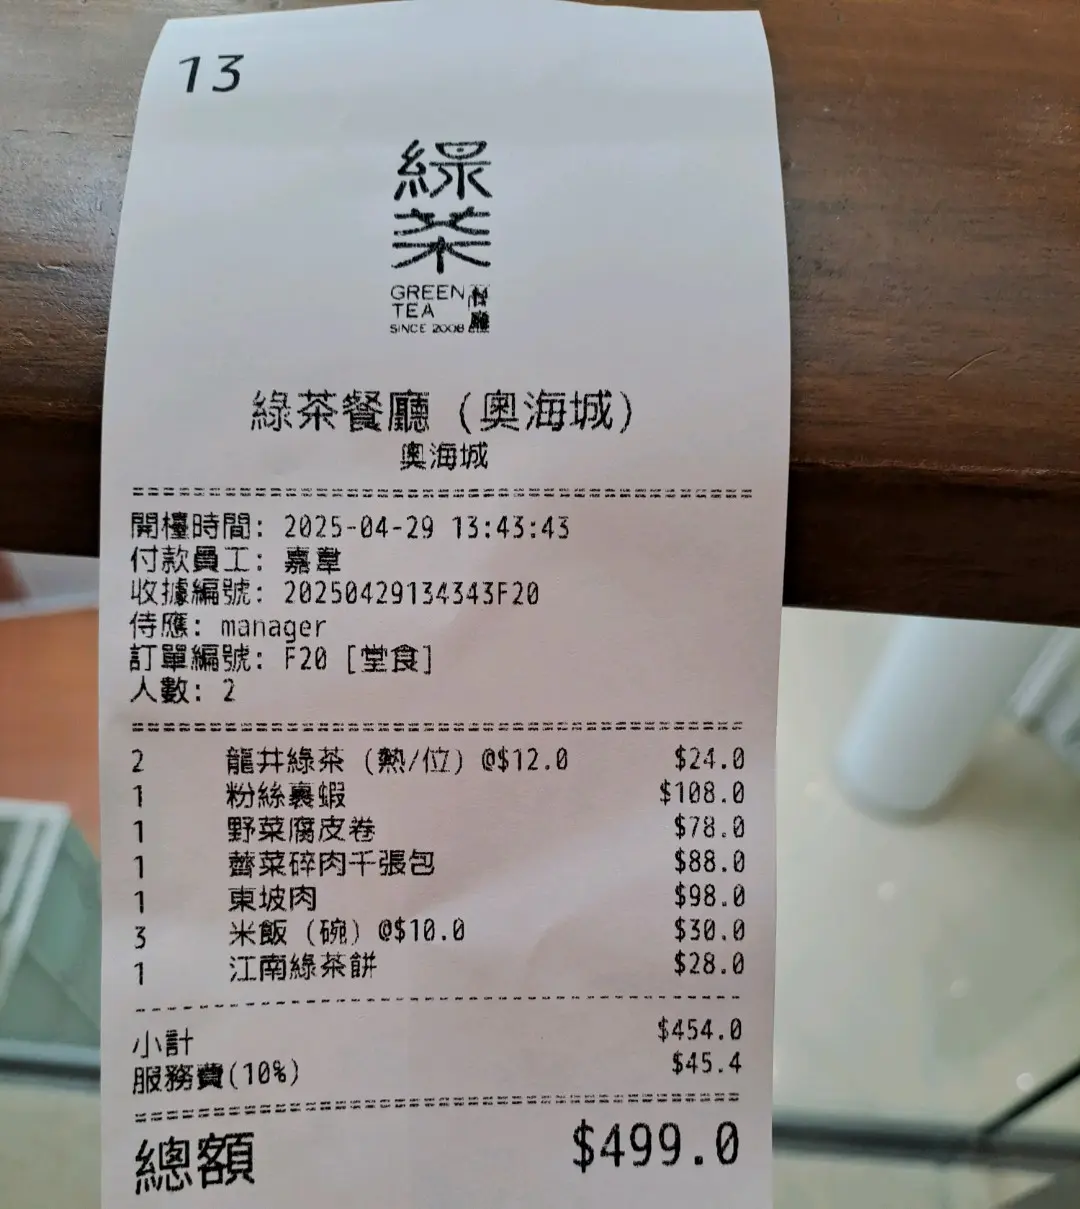 13
綠茶
GREEN TEA 餐廳
SINCE 2008
綠茶餐廳 (奧海城)
奧海城
開檯時間: 2025-04-29 13:43:43
付款員工: 嘉韋
收據編號: 20250429134343F20
侍應: manager
訂單編號: F20 [堂食]
人數: 2
2 龍井綠茶 (熱/位) @$12.0 $24.0
1 粉絲裹蝦 $108.0
1 野菜腐皮卷 $78.0
1 薺菜碎肉千張包 $88.0
1 東坡肉 $98.0
3 米飯 (碗) @$10.0 $30.0
1 江南綠茶餅 $28.0
小計 $454.0
服務費(10%) $45.4
總額 $499.0